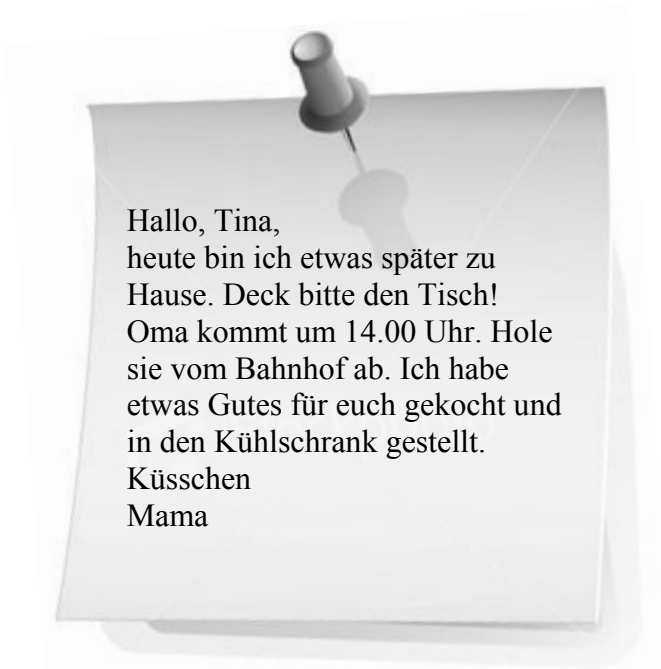 Hallo, Tina,
heute bin ich etwas später zu
Hause. Deck bitte den Tisch!
Oma kommt um 14.00 Uhr. Hole
sie vom Bahnhof ab. Ich habe
etwas Gutes für euch gekocht und
in den Kühlschrank gestellt.
Küsschen
Mama